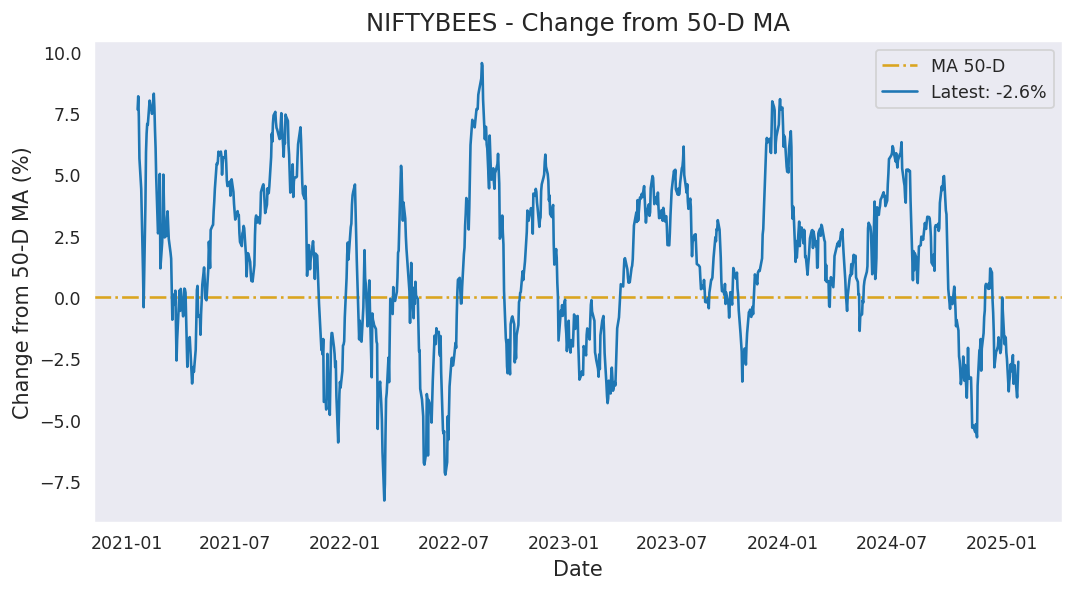 NIFTYBEES - Change from 50-D MA
MA 50-D
Latest: -2.6%
Change from 50-D MA (%)
10.0
7.5
5.0
2.5
0.0
−2.5
−5.0
−7.5
2021-01 2021-07 2022-01 2022-07 2023-01 2023-07 2024-01 2024-07 2025-01
Date